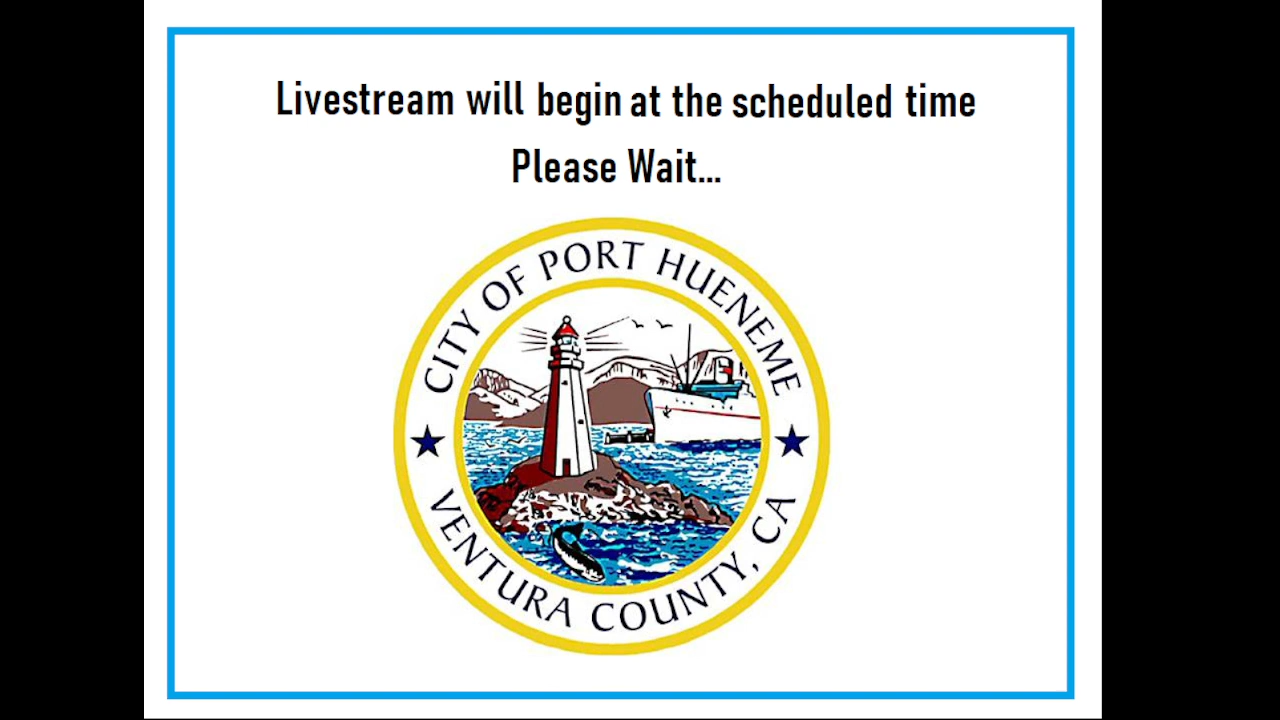 Livestream will begin at the scheduled time
Please Wait...
CITY OF PORT HUENEME
VENTURA COUNTY, CA